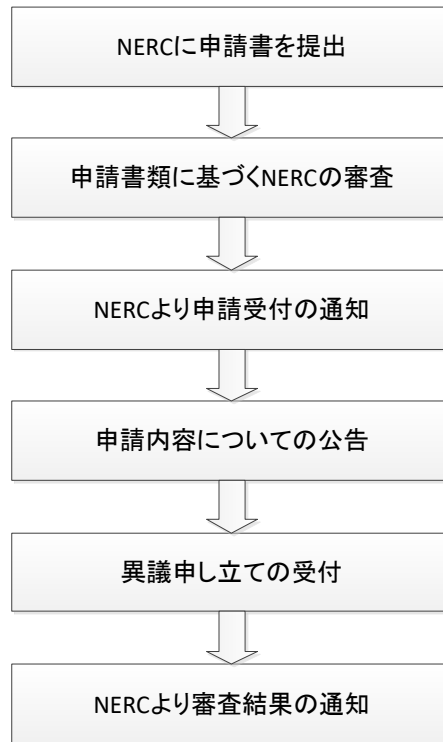 NERCに申請書を提出
申請書類に基づくNERCの審査
NERCより申請受付の通知
申請内容についての公告
異議申し立ての受付
NERCより審査結果の通知